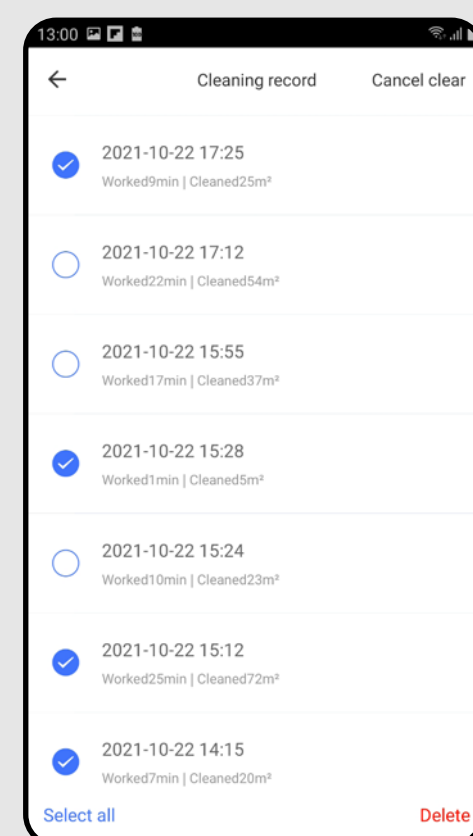 13:00
Cleaning record Cancel clear
2021-10-22 17:25
Worked9min | Cleaned25m²
2021-10-22 17:12
Worked22min | Cleaned54m²
2021-10-22 15:55
Worked17min | Cleaned37m²
2021-10-22 15:28
Worked1min | Cleaned5m²
2021-10-22 15:24
Worked10min | Cleaned23m²
2021-10-22 15:12
Worked25min | Cleaned72m²
2021-10-22 14:15
Worked7min | Cleaned20m²
Select all Delete